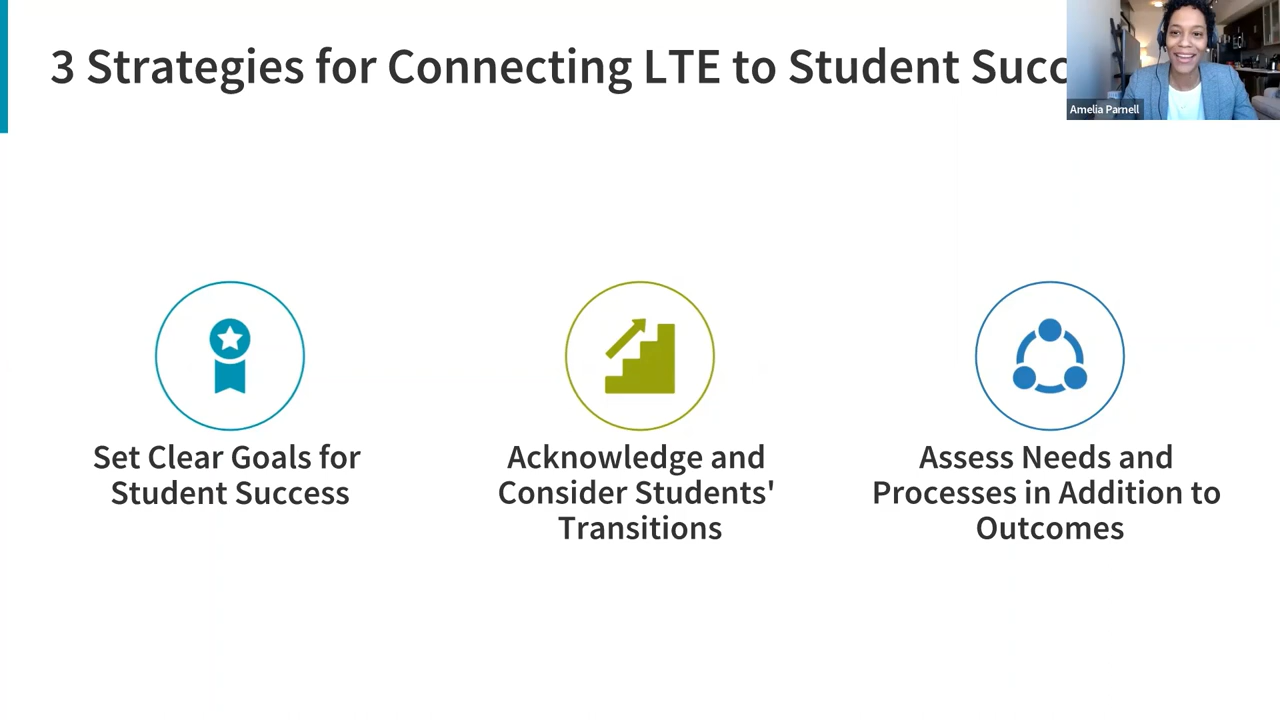 3 Strategies for Connecting LTE to Student Succ
Amelia Parnell
Set Clear Goals for
Student Success
Acknowledge and
Consider Students'
Transitions
Assess Needs and
Processes in Addition to
Outcomes